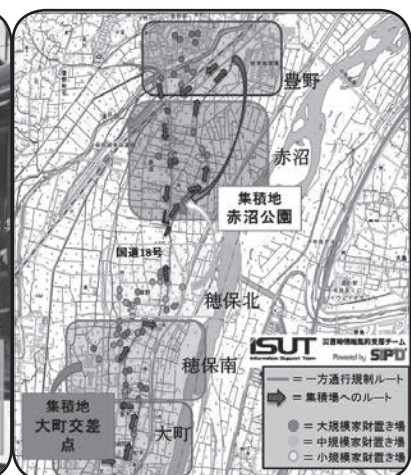 豊野
赤沼
集積地
赤沼公園
国道18号
穂保北
iSUT 災害時情報集約支援チーム
Information Support Team Powered by SIP4D
穂保南
集積地
大町交差
点
大町
= 一方通行規制ルート
= 集積場へのルート
= 大規模家財置き場
= 中規模家財置き場
= 小規模家財置き場